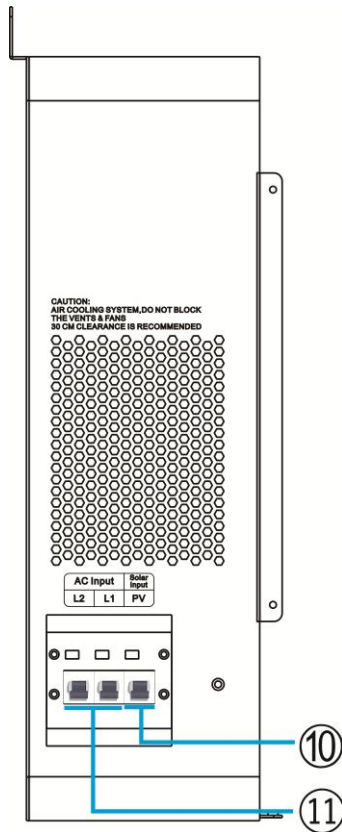 CAUTION:
AIR COOLING SYSTEM,DO NOT BLOCK
THE VENTS & FANS
30 CM CLEARANCE IS RECOMMENDED
AC Input Solar Input
L2 L1 PV
⑩
⑪